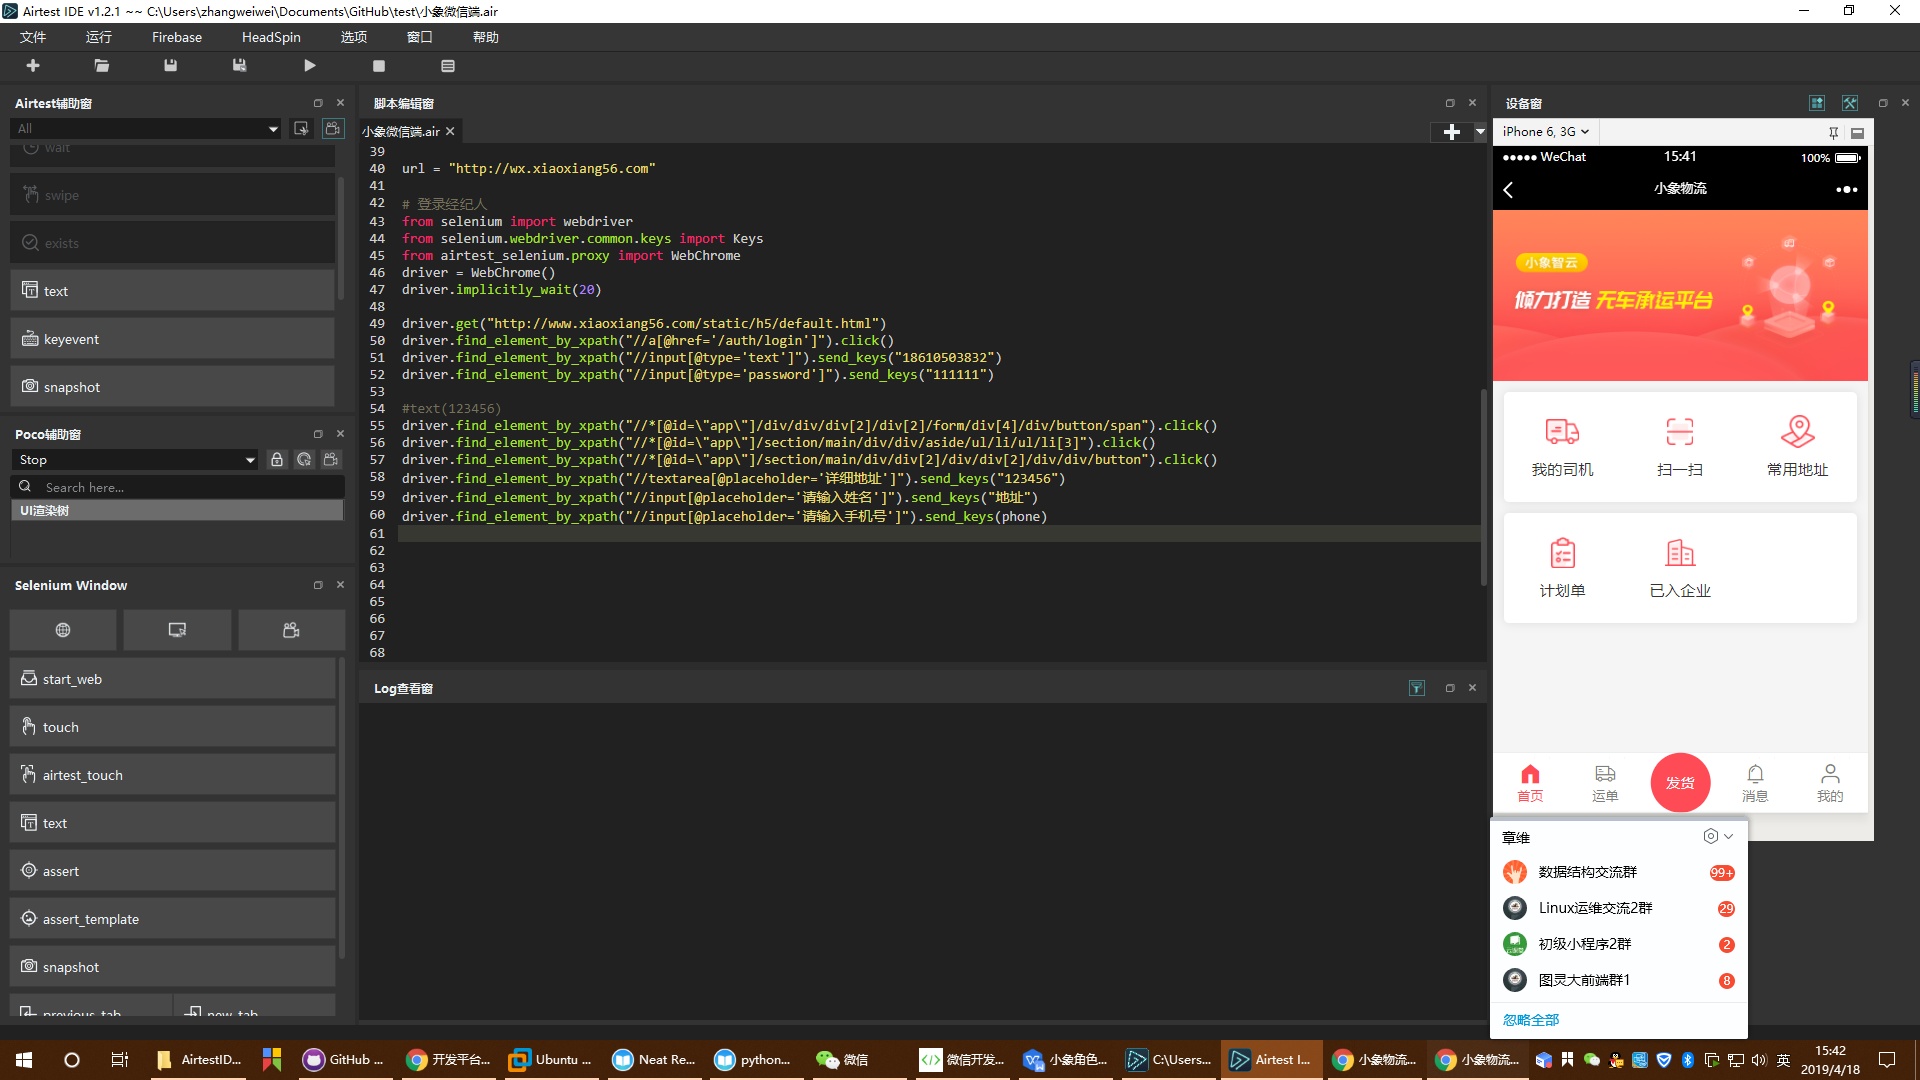 Airtest IDE v1.2.1 ~~ C:\Users\zhangweiwei\Documents\GitHub\test\小象微信端.air
文件 运行 Firebase HeadSpin 选项 窗口 帮助
Airtest辅助窗
All
wait
swipe
exists
text
keyevent
snapshot
Poco辅助窗
Stop
Search here...
UI渲染树
Selenium Window
start_web
touch
airtest_touch
text
assert
assert_template
snapshot
previous_tab new_tab
脚本编辑窗
小象微信端.air
39
40 url = "http://wx.xiaoxiang56.com"
41
42 # 登录经纪人
43 from selenium import webdriver
44 from selenium.webdriver.common.keys import Keys
45 from airtest_selenium.proxy import WebChrome
46 driver = WebChrome()
47 driver.implicitly_wait(20)
48
49 driver.get("http://www.xiaoxiang56.com/static/h5/default.html")
50 driver.find_element_by_xpath("//a[@href='/auth/login']").click()
51 driver.find_element_by_xpath("//input[@type='text']").send_keys("18610503832")
52 driver.find_element_by_xpath("//input[@type='password']").send_keys("111111")
53
54 #text(123456)
55 driver.find_element_by_xpath("//*[@id=\"app\"]/div/div/div[2]/div[2]/form/div[4]/div/button/span").click()
56 driver.find_element_by_xpath("//*[@id=\"app\"]/section/main/div/div/aside/ul/li/ul/li[3]").click()
57 driver.find_element_by_xpath("//*[@id=\"app\"]/section/main/div/div[2]/div/div[2]/div/div/button").click()
58 driver.find_element_by_xpath("//textarea[@placeholder='详细地址']").send_keys("123456")
59 driver.find_element_by_xpath("//input[@placeholder='请输入姓名']").send_keys("地址")
60 driver.find_element_by_xpath("//input[@placeholder='请输入手机号']").send_keys(phone)
61
62
63
64
65
66
67
68
Log查看窗
设备窗
iPhone 6, 3G
WeChat 15:41 100%
小象物流
小象智云
倾力打造 无车承运平台
我的司机 扫一扫 常用地址
计划单 已入企业
首页 运单 发货 消息 我的
章维
数据结构交流群 99+
Linux运维交流2群 29
初级小程序2群 2
图灵大前端群1 8
忽略全部
AirtestID... GitHub ... 开发平台... Ubuntu ... Neat Re... python... 微信 微信开发... 小象角色... C:\Users... Airtest I... 小象物流... 小象物流... 英 15:42
2019/4/18